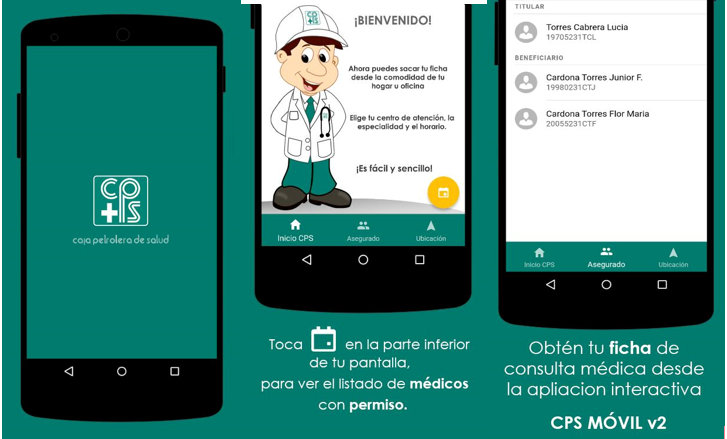 CPS
caja petrolera de salud
¡BIENVENIDO!
Ahora puedes sacar tu ficha
desde la comodidad de tu
hogar u oficina
Elige tu centro de atención, la
especialidad y el horario.
¡Es fácil y sencillo!
Inicio CPS
Asegurado
Ubicación
Toca en la parte inferior
de tu pantalla,
para ver el listado de médicos
con permiso.
TITULAR
Torres Cabrera Lucia
19705231TCL
BENEFICIARIO
Cardona Torres Junior F.
19980231CTJ
Cardona Torres Flor Maria
20055231CTF
Inicio CPS
Asegurado
Ubicación
Obtén tu ficha de
consulta médica desde
la apliacion interactiva
CPS MÓVIL v2